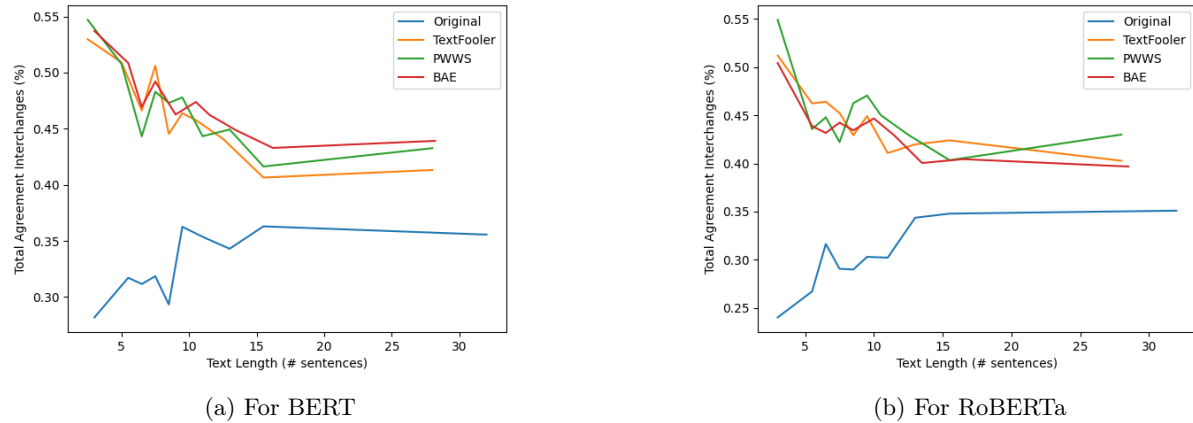 0.55
0.50
0.45
0.40
0.35
0.30
Total Agreement Interchanges (%)
Original
TextFooler
PWWS
BAE
5
10
15
20
25
30
Text Length (# sentences)
(a) For BERT
0.55
0.50
0.45
0.40
0.35
0.30
0.25
Total Agreement Interchanges (%)
Original
TextFooler
PWWS
BAE
5
10
15
20
25
30
Text Length (# sentences)
(b) For RoBERTa